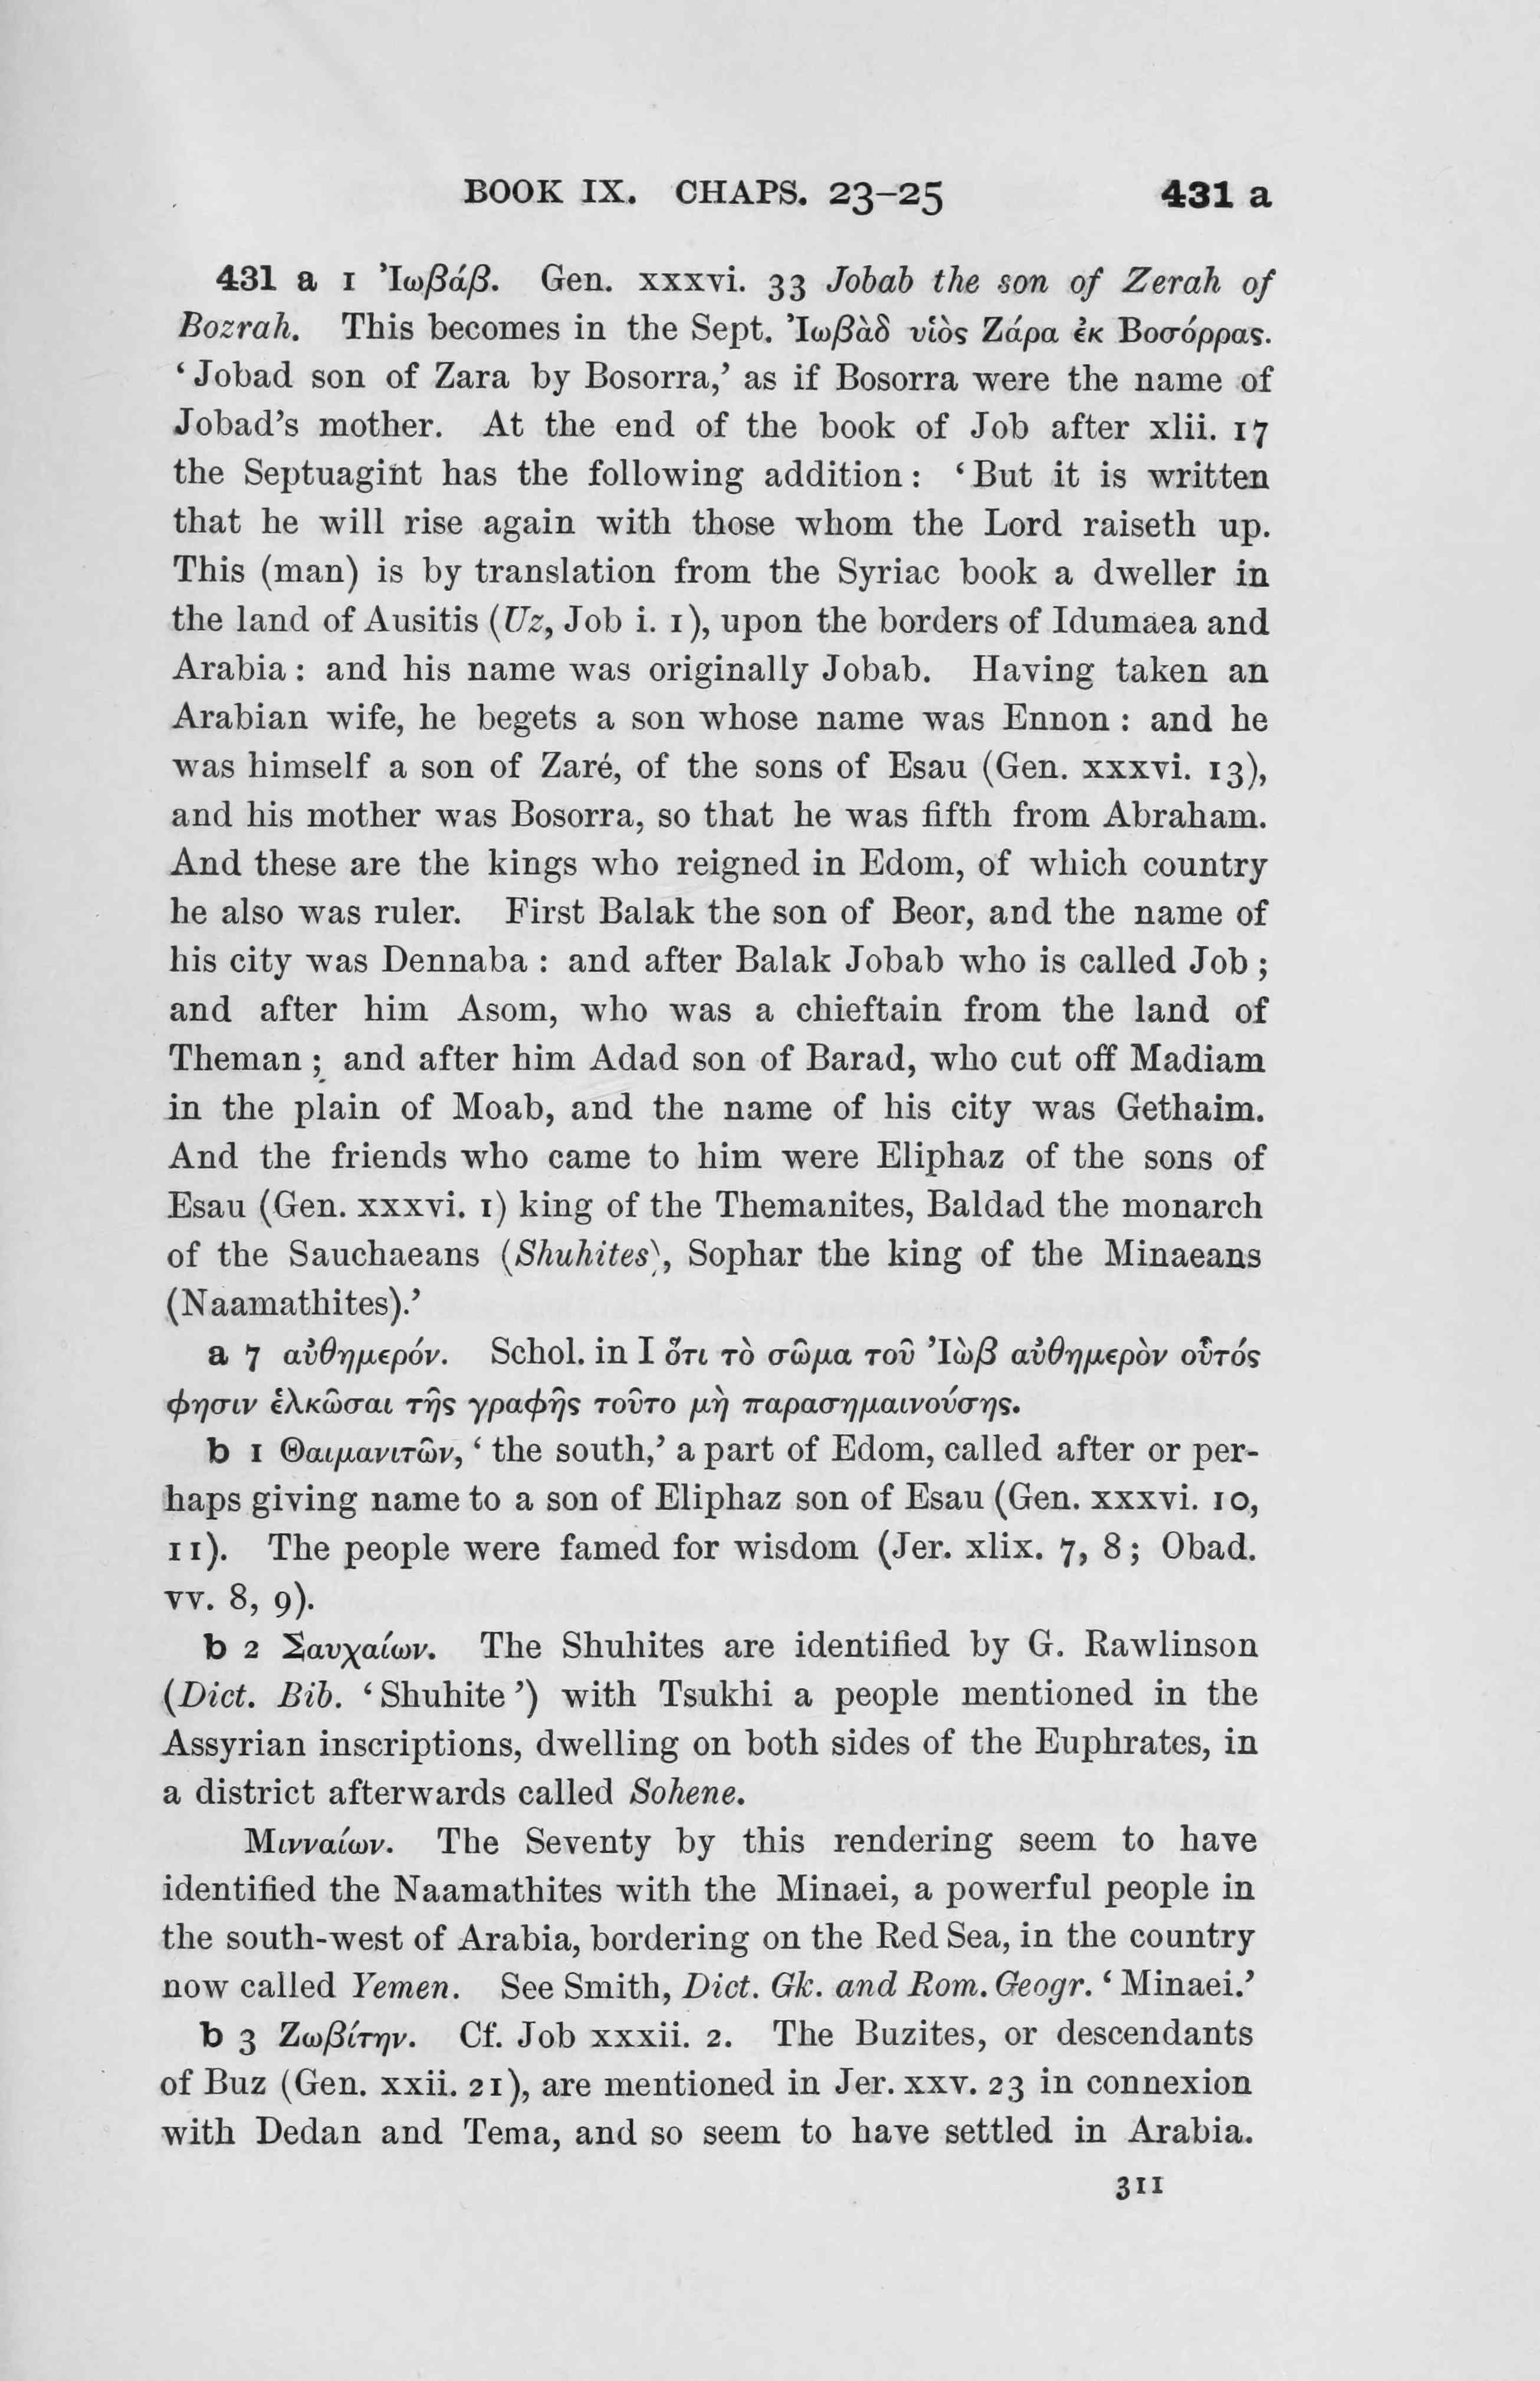 BOOK IX. CHAPS. 23–25 431 a
431 a 1 Ἰωβάβ. Gen. xxxvi. 33 Jobab the son of Zerah of
Bozrah. This becomes in the Sept. Ἰωβὰδ υἱὸς Ζάρα ἐκ Βοσόρρας.
‘Jobad son of Zara by Bosorra,’ as if Bosorra were the name of
Jobad’s mother. At the end of the book of Job after xlii. 17
the Septuagint has the following addition: ‘But it is written
that he will rise again with those whom the Lord raiseth up.
This (man) is by translation from the Syriac book a dweller in
the land of Ausitis (Uz, Job i. 1), upon the borders of Idumaea and
Arabia: and his name was originally Jobab. Having taken an
Arabian wife, he begets a son whose name was Ennon: and he
was himself a son of Zaré, of the sons of Esau (Gen. xxxvi. 13),
and his mother was Bosorra, so that he was fifth from Abraham.
And these are the kings who reigned in Edom, of which country
he also was ruler. First Balak the son of Beor, and the name of
his city was Dennaba: and after Balak Jobab who is called Job;
and after him Asom, who was a chieftain from the land of
Theman; and after him Adad son of Barad, who cut off Madiam
in the plain of Moab, and the name of his city was Gethaim.
And the friends who came to him were Eliphaz of the sons of
Esau (Gen. xxxvi. 1) king of the Themanites, Baldad the monarch
of the Sauchaeans (Shuhites), Sophar the king of the Minaeans
(Naamathites).’
a 7 αὐθημερόν. Schol. in I ὅτι τὸ σῶμα τοῦ Ἰὼβ αὐθημερὸν οὗτός
φησιν ἑλκῶσαι τῆς γραφῆς τοῦτο μὴ παρασημαινούσης.
b 1 Θαιμανιτῶν, ‘the south,’ a part of Edom, called after or per-
haps giving name to a son of Eliphaz son of Esau (Gen. xxxvi. 10,
11). The people were famed for wisdom (Jer. xlix. 7, 8; Obad.
vv. 8, 9).
b 2 Σαυχαίων. The Shuhites are identified by G. Rawlinson
(Dict. Bib. ‘Shuhite’) with Tsukhi a people mentioned in the
Assyrian inscriptions, dwelling on both sides of the Euphrates, in
a district afterwards called Sohene.
Μινναίων. The Seventy by this rendering seem to have
identified the Naamathites with the Minaei, a powerful people in
the south-west of Arabia, bordering on the Red Sea, in the country
now called Yemen. See Smith, Dict. Gk. and Rom. Geogr. ‘Minaei.’
b 3 Ζωβίτην. Cf. Job xxxii. 2. The Buzites, or descendants
of Buz (Gen. xxii. 21), are mentioned in Jer. xxv. 23 in connexion
with Dedan and Tema, and so seem to have settled in Arabia.
311